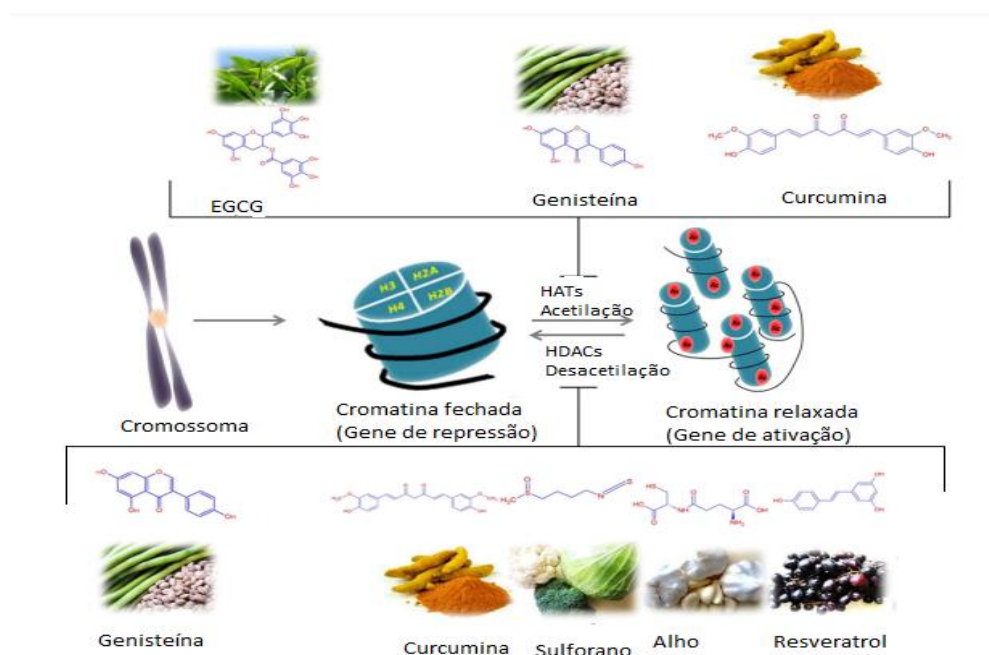 EGCG
Genisteína
Curcumina
H3
H2A
H4
H2B
HATs
Acetilação
HDACs
Desacetilação
Cromossoma
Cromatina fechada
(Gene de repressão)
Cromatina relaxada
(Gene de ativação)
Genisteína
Curcumina
Sulforano
Alho
Resveratrol